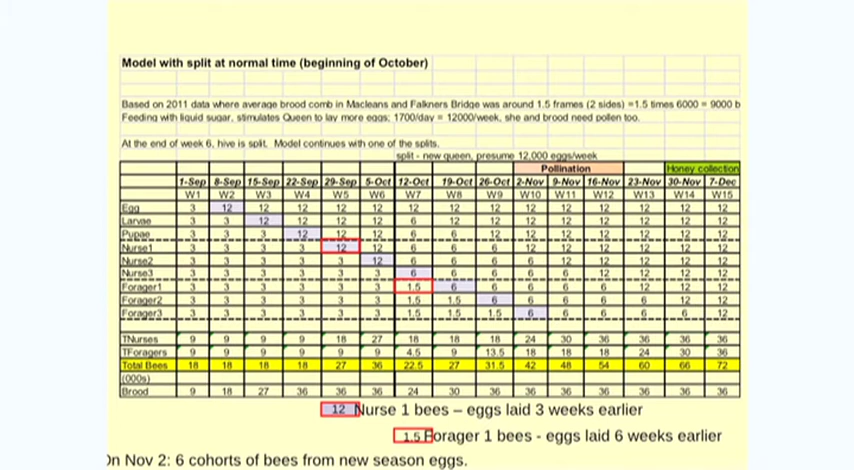 Model with split at normal time (beginning of October)
Based on 2011 data where average brood comb in Macleans and Falkners Bridge was around 1.5 frames (2 sides) =1.5 times 6000 = 9000 b
Feeding with liquid sugar, stimulates Queen to lay more eggs; 1700/day = 12000/week, she and brood need pollen too.
At the end of week 6, hive is split. Model continues with one of the splits.
split - new queen, presume 12,000 eggs/week
Pollination Honey collection
1-Sep 8-Sep 15-Sep 22-Sep 29-Sep 5-Oct 12-Oct 19-Oct 26-Oct 2-Nov 9-Nov 16-Nov 23-Nov 30-Nov 7-Dec
W1 W2 W3 W4 W5 W6 W7 W8 W9 W10 W11 W12 W13 W14 W15
Egg 3 12 12 12 12 12 12 12 12 12 12 12 12 12 12
Larvae 3 3 12 12 12 12 6 12 12 12 12 12 12 12 12
Pupae 3 3 3 12 12 12 6 6 12 12 12 12 12 12 12
Nurse1 3 3 3 3 12 12 6 6 6 12 12 12 12 12 12
Nurse2 3 3 3 3 3 12 6 6 6 6 12 12 12 12 12
Nurse3 3 3 3 3 3 3 6 6 6 6 6 12 12 12 12
Forager1 3 3 3 3 3 3 1.5 6 6 6 6 6 12 12 12
Forager2 3 3 3 3 3 3 1.5 1.5 6 6 6 6 6 12 12
Forager3 3 3 3 3 3 3 1.5 1.5 1.5 6 6 6 6 6 12
TNurses 9 9 9 9 18 27 18 18 18 24 30 36 36 36 36
TForagers 9 9 9 9 9 9 4.5 9 13.5 18 18 18 24 30 36
Total Bees 18 18 18 18 27 36 22.5 27 31.5 42 48 54 60 66 72
(000s)
Brood 9 18 27 36 36 36 24 30 36 36 36 36 36 36 36
12 Nurse 1 bees – eggs laid 3 weeks earlier
1.5 Forager 1 bees - eggs laid 6 weeks earlier
On Nov 2: 6 cohorts of bees from new season eggs.